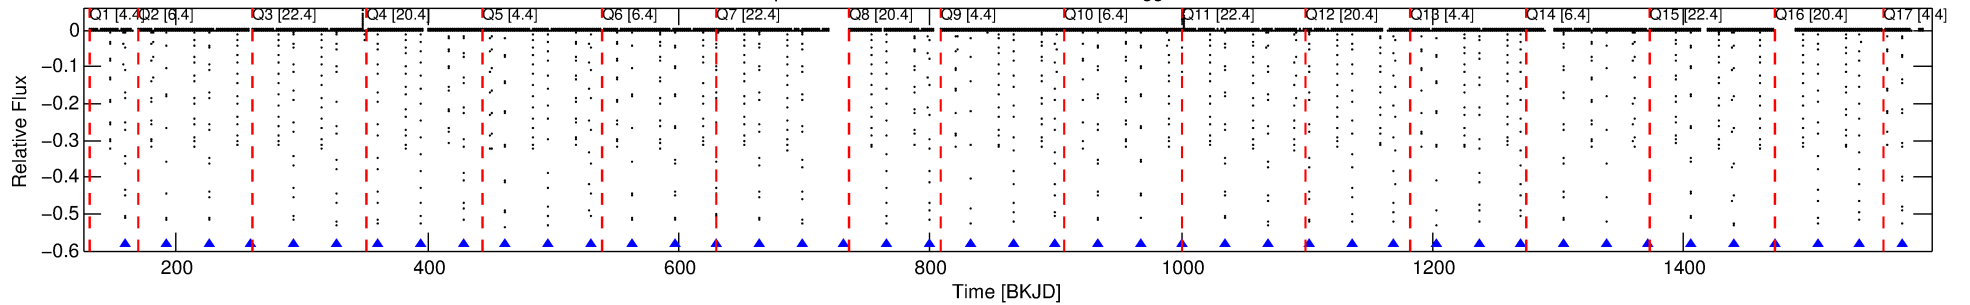 Q1 [4.4] Q2 [6.4] Q3 [22.4] Q4 [20.4] Q5 [4.4] Q6 [6.4] Q7 [22.4] Q8 [20.4] Q9 [4.4] Q10 [6.4] Q11 [22.4] Q12 [20.4] Q13 [4.4] Q14 [6.4] Q15 [22.4] Q16 [20.4] Q17 [4.4]
0
−0.1
−0.2
−0.3
−0.4
−0.5
−0.6
Relative Flux
200 400 600 800 1000 1200 1400
Time [BKJD]